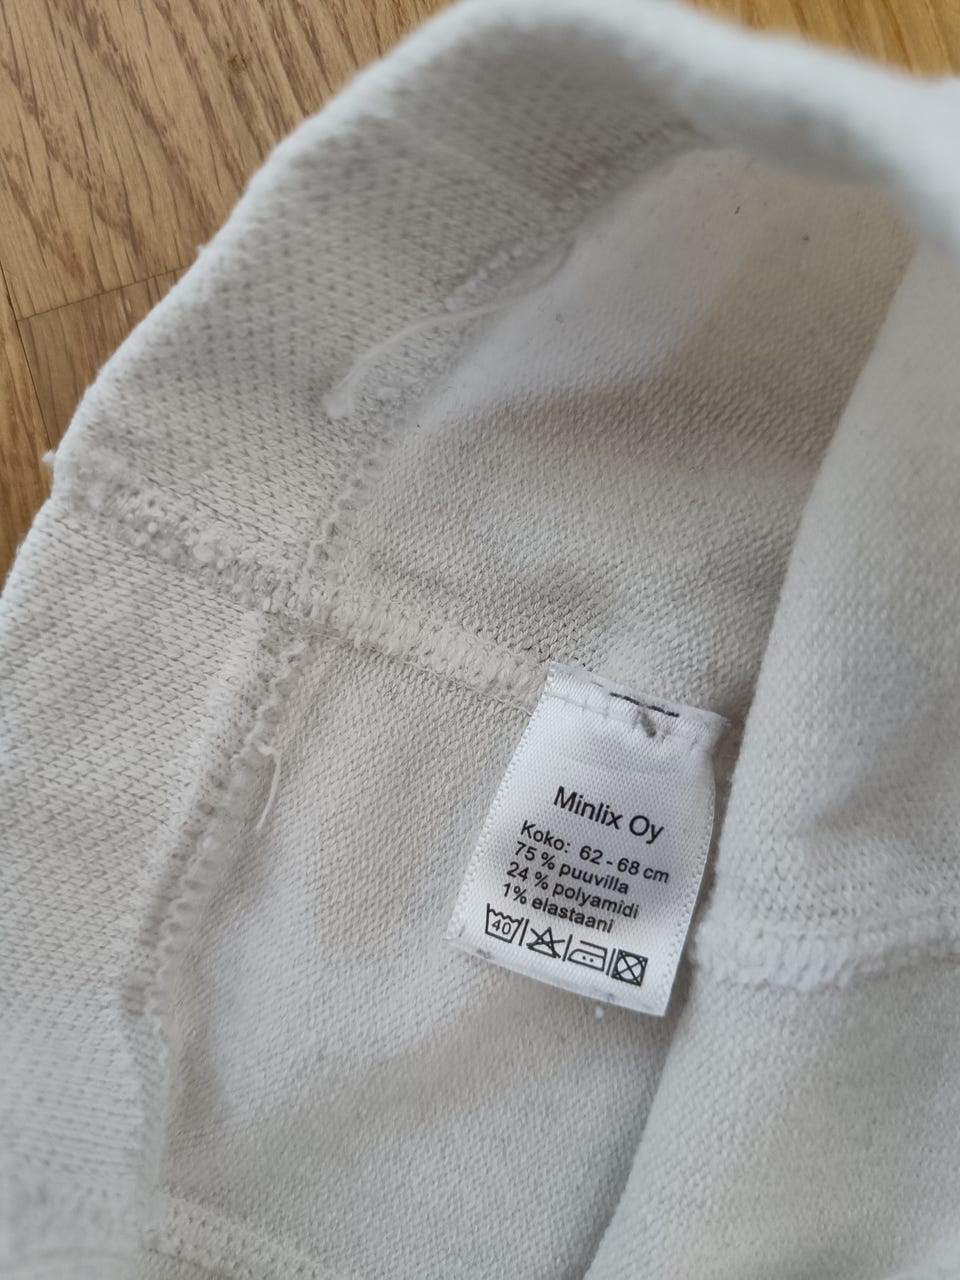 Minlix Oy
Koko: 62 - 68 cm
75 % puuvilla
24 % polyamidi
1% elastaani
40